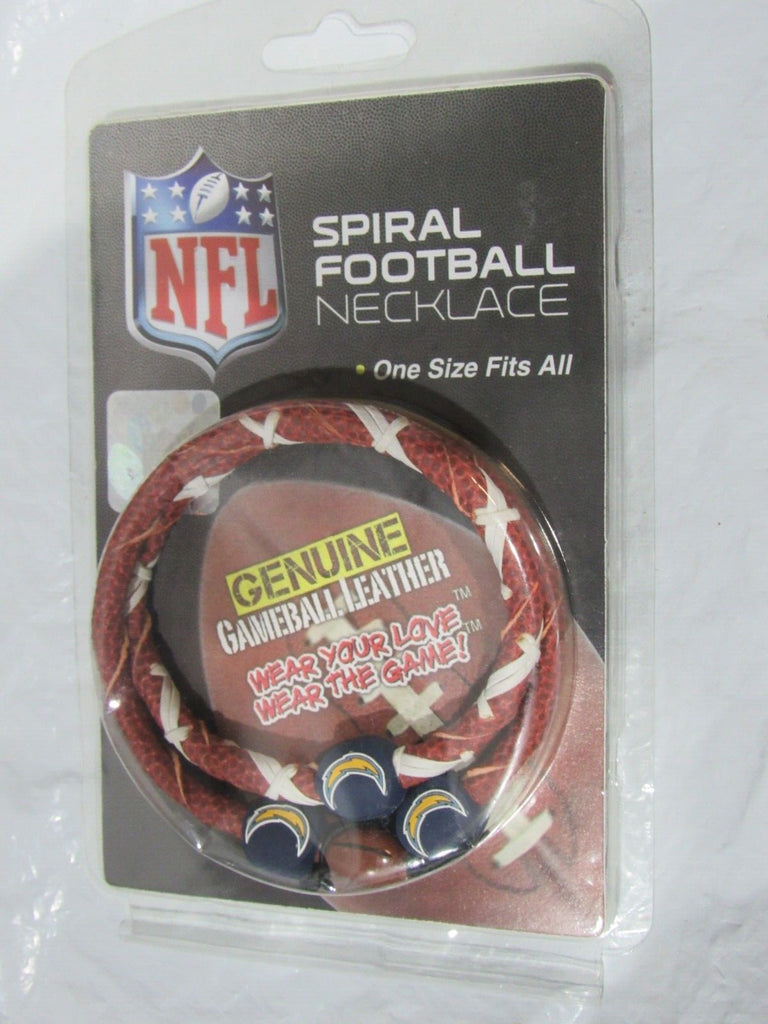 NFL
SPIRAL
FOOTBALL
NECKLACE
• One Size Fits All
GENUINE
GAMEBALL LEATHER™
WEAR YOUR LOVE™
WEAR THE GAME!